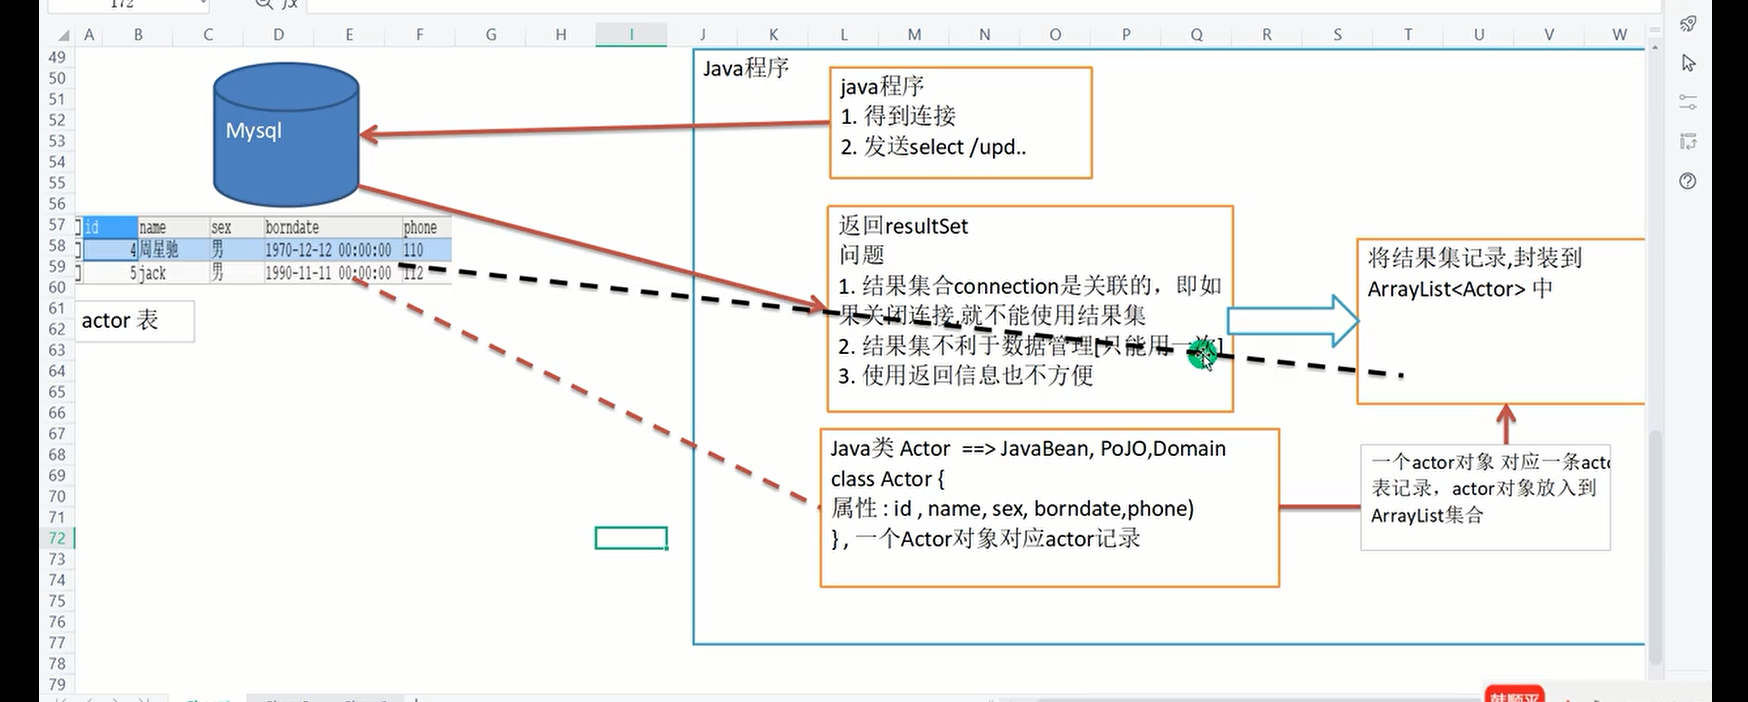 172
fx
A B C D E F G H I J K L M N O P Q R S T U V W
49
50
51
52
53
54
55
56
57
58
59
60
61
62
63
64
65
66
67
68
69
70
71
72
73
74
75
76
77
78
79
Mysql
id name sex borndate phone
4 周星驰 男 1970-12-12 00:00:00 110
5 jack 男 1990-11-11 00:00:00 112
actor 表
Java程序
java程序
1. 得到连接
2. 发送select /upd..
返回resultSet
问题
1. 结果集合connection是关联的，即如
果关闭连接,就不能使用结果集
2. 结果集不利于数据管理[只能用一次]
3. 使用返回信息也不方便
将结果集记录,封装到
ArrayList<Actor> 中
Java类 Actor ==> JavaBean, PoJO,Domain
class Actor {
属性 : id , name, sex, borndate,phone)
} , 一个Actor对象对应actor记录
一个actor对象 对应一条acto
表记录，actor对象放入到
ArrayList集合
韩顺平